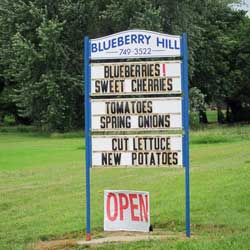 BLUEBERRY HILL
749-3522
BLUEBERRIES!
SWEET CHERRIES
TOMATOES
SPRING ONIONS
CUT LETTUCE
NEW POTATOES
OPEN